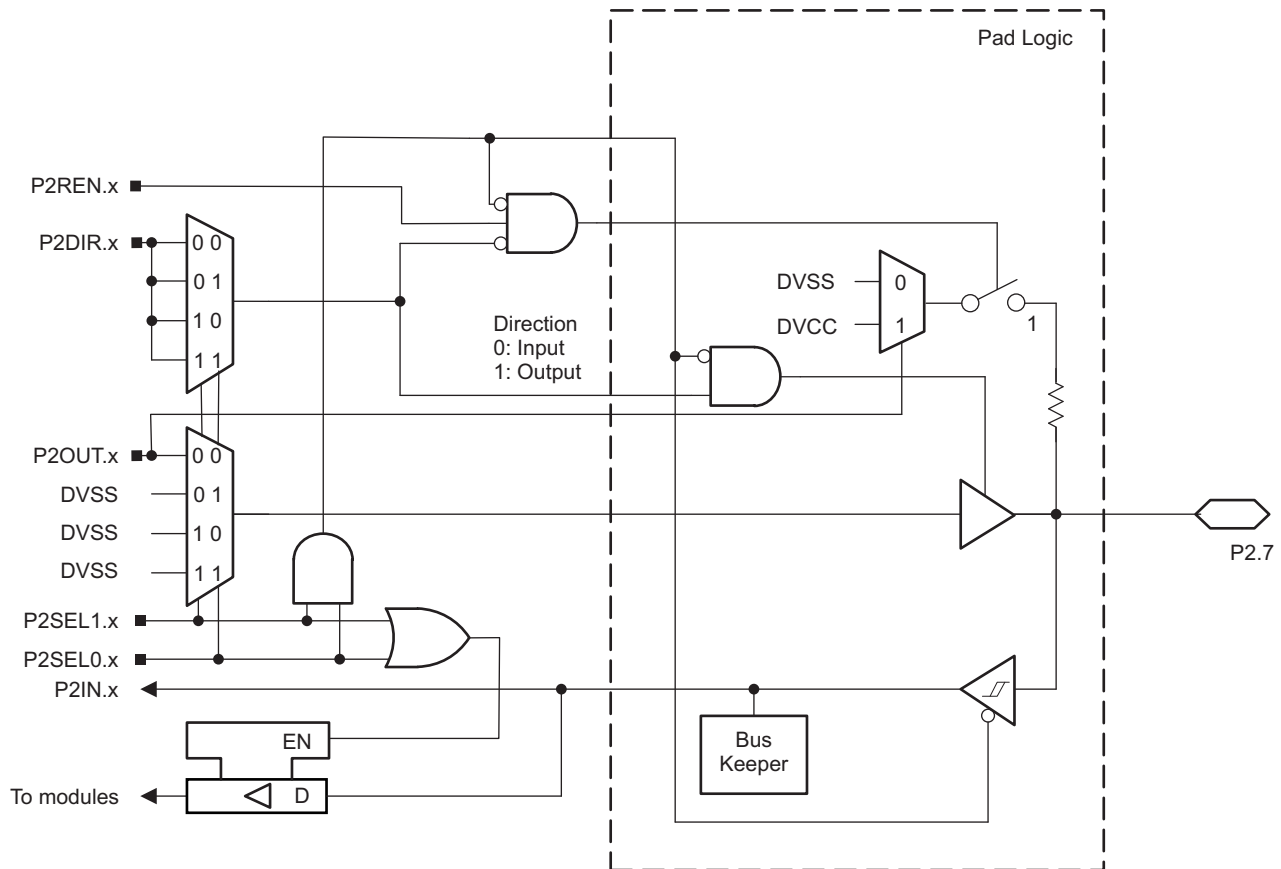 Pad Logic
P2REN.x
P2DIR.x
0 0
0 1
1 0
1 1
Direction
0: Input
1: Output
DVSS
DVCC
0
1
1
P2OUT.x
DVSS
DVSS
DVSS
0 0
0 1
1 0
1 1
P2.7
P2SEL1.x
P2SEL0.x
P2IN.x
EN
Bus
Keeper
To modules
D